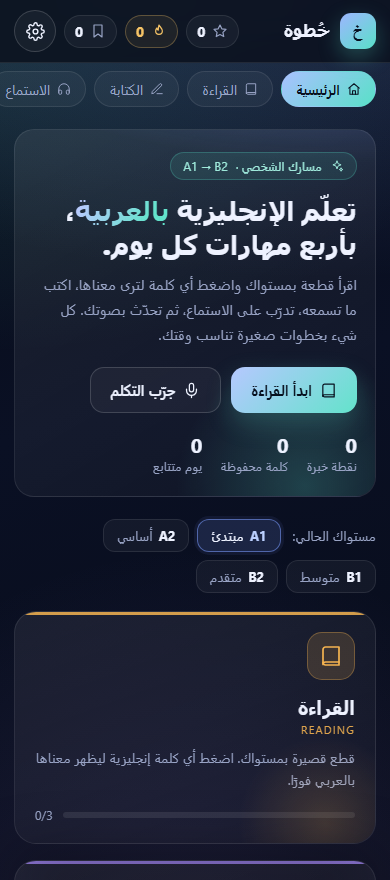 خ خُطوة 0 0 0
الرئيسية القراءة الكتابة الاستماع
مسارك الشخصي · A1 → B2
تعلّم الإنجليزية بالعربية،
بأربع مهارات كل يوم.
اقرأ قطعة بمستواك واضغط أي كلمة لترى معناها، اكتب
ما تسمعه، تدرّب على الاستماع، ثم تحدّث بصوتك. كل
شيء بخطوات صغيرة تناسب وقتك.
ابدأ القراءة جرّب التكلم
0 0 0
نقطة خبرة كلمة محفوظة يوم متتابع
مستواك الحالي: A1 مبتدئ A2 أساسي
B1 متوسط B2 متقدم
القراءة
READING
قطع قصيرة بمستواك. اضغط أي كلمة إنجليزية ليظهر معناها
بالعربي فورًا.
0/3